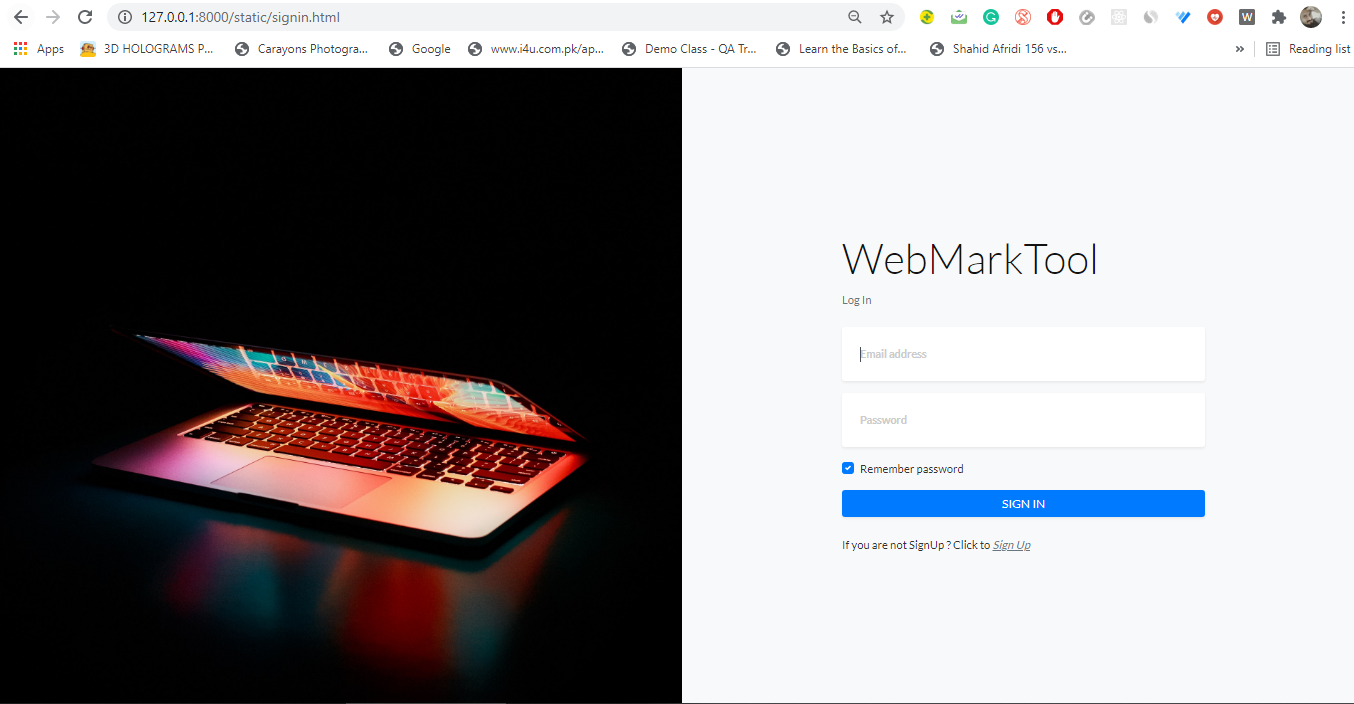 127.0.0.1:8000/static/signin.html
Apps 3D HOLOGRAMS P... Carayons Photogra... Google www.i4u.com.pk/ap... Demo Class - QA Tr... Learn the Basics of... Shahid Afridi 156 vs... » Reading list
WebMarkTool
Log In
Email address
Password
Remember password
SIGN IN
If you are not SignUp ? Click to Sign Up